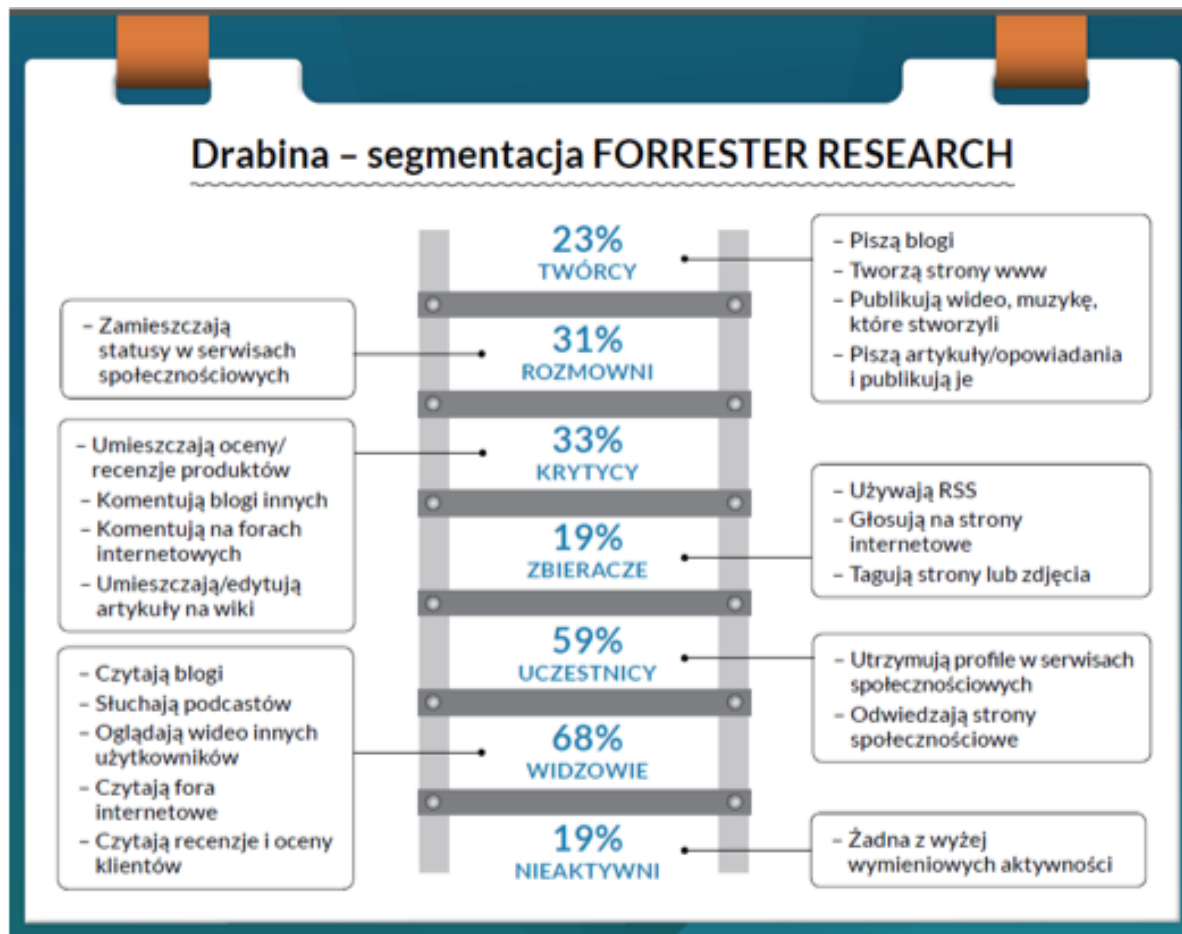 Drabina – segmentacja FORRESTER RESEARCH
23%
TWÓRCY
– Piszą blogi
– Tworzą strony www
– Publikują wideo, muzykę,
które stworzyli
– Piszą artykuły/opowiadania
i publikują je
– Zamieszczają
statusy w serwisach
społecznościowych
31%
ROZMOWNI
– Umieszczają oceny/
recenzje produktów
– Komentują blogi innych
– Komentują na forach
internetowych
– Umieszczają/edytują
artykuły na wiki
33%
KRYTYCY
19%
ZBIERACZE
– Używają RSS
– Głosują na strony
internetowe
– Tagują strony lub zdjęcia
59%
UCZESTNICY
– Utrzymują profile w serwisach
społecznościowych
– Odwiedzają strony
społecznościowe
– Czytają blogi
– Słuchają podcastów
– Oglądają wideo innych
użytkowników
– Czytają fora
internetowe
– Czytają recenzje i oceny
klientów
68%
WIDZOWIE
19%
NIEAKTYWNI
– Żadna z wyżej
wymieniowych aktywności